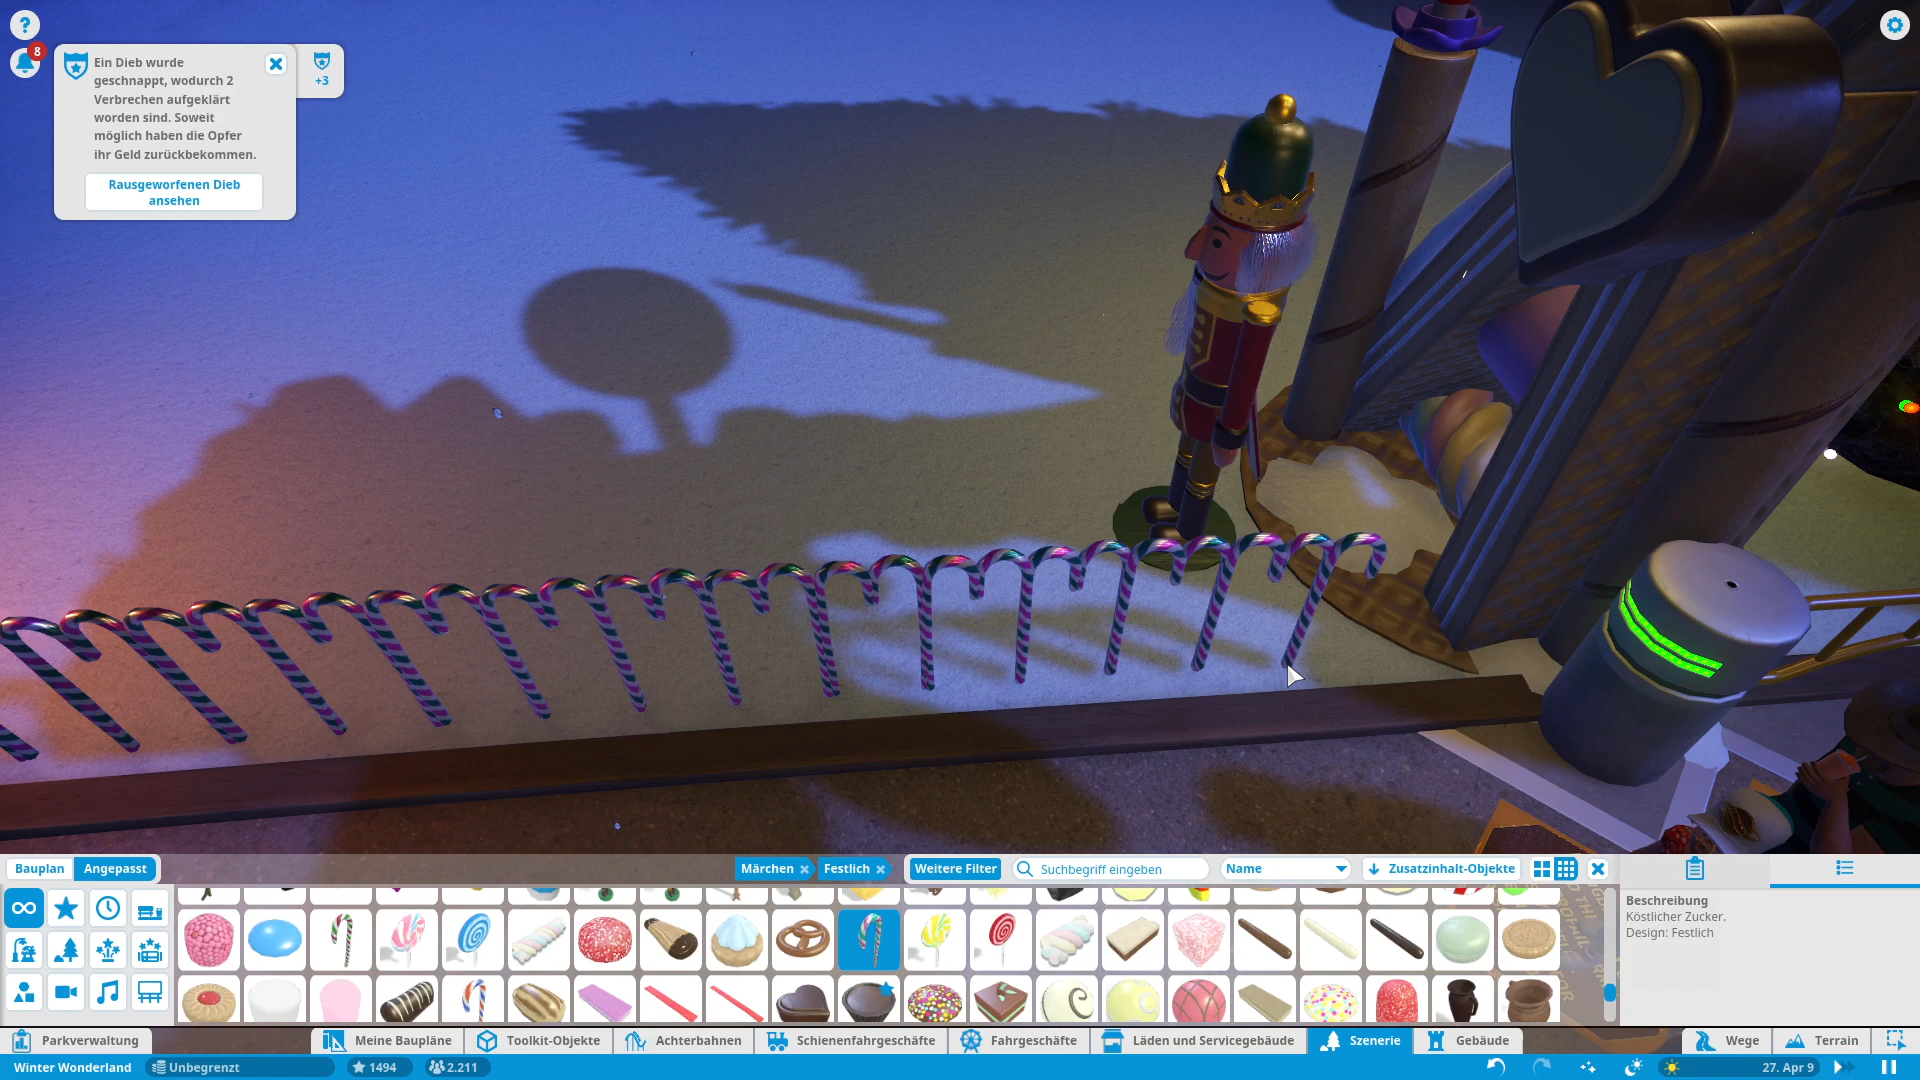 ?
8
Ein Dieb wurde
geschnappt, wodurch 2
Verbrechen aufgeklärt
worden sind. Soweit
möglich haben die Opfer
ihr Geld zurückbekommen.
Rausgeworfenen Dieb
ansehen
+3
Bauplan
Angepasst
Märchen
Festlich
Weitere Filter
Suchbegriff eingeben
Name
Zusatzinhalt-Objekte
Beschreibung
Köstlicher Zucker.
Design: Festlich
Parkverwaltung
Meine Baupläne
Toolkit-Objekte
Achterbahnen
Schienenfahrgeschäfte
Fahrgeschäfte
Läden und Servicegebäude
Szenerie
Gebäude
Wege
Terrain
Winter Wonderland
Unbegrenzt
1494
2.211
27. Apr 9